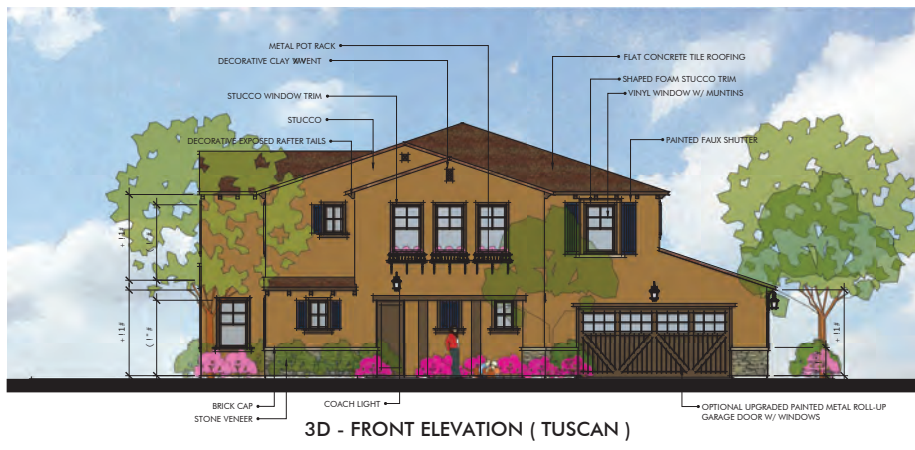 METAL POT RACK
DECORATIVE CLAY VENT
STUCCO WINDOW TRIM
STUCCO
DECORATIVE EXPOSED RAFTER TAILS
FLAT CONCRETE TILE ROOFING
SHAPED FOAM STUCCO TRIM
VINYL WINDOW W/ MUNTINS
PAINTED FAUX SHUTTER
BRICK CAP
STONE VENEER
COACH LIGHT
OPTIONAL UPGRADED PAINTED METAL ROLL-UP
GARAGE DOOR W/ WINDOWS
3D - FRONT ELEVATION ( TUSCAN )